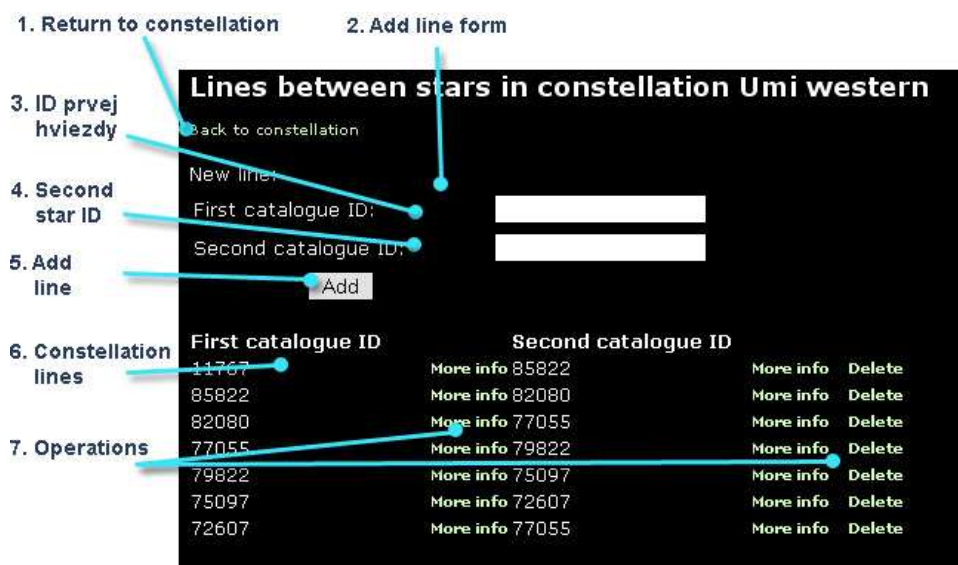 1. Return to constellation
2. Add line form
Lines between stars in constellation Umi western
3. ID prvej
hviezdy
Back to constellation
New line:
4. Second
star ID
First catalogue ID:
Second catalogue ID:
5. Add
line
Add
First catalogue ID Second catalogue ID
6. Constellation
lines
11767 More info 85822 More info Delete
85822 More info 82080 More info Delete
82080 More info 77055 More info Delete
7. Operations
77055 More info 79822 More info Delete
79822 More info 75097 More info Delete
75097 More info 72607 More info Delete
72607 More info 77055 More info Delete